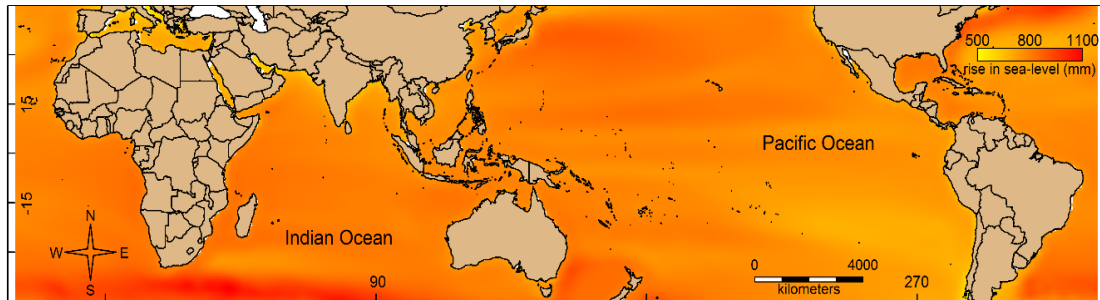 500 800 1100
rise in sea-level (mm)
15
Pacific Ocean
-15
N
W E
S
Indian Ocean
90
0 4000
kilometers
270